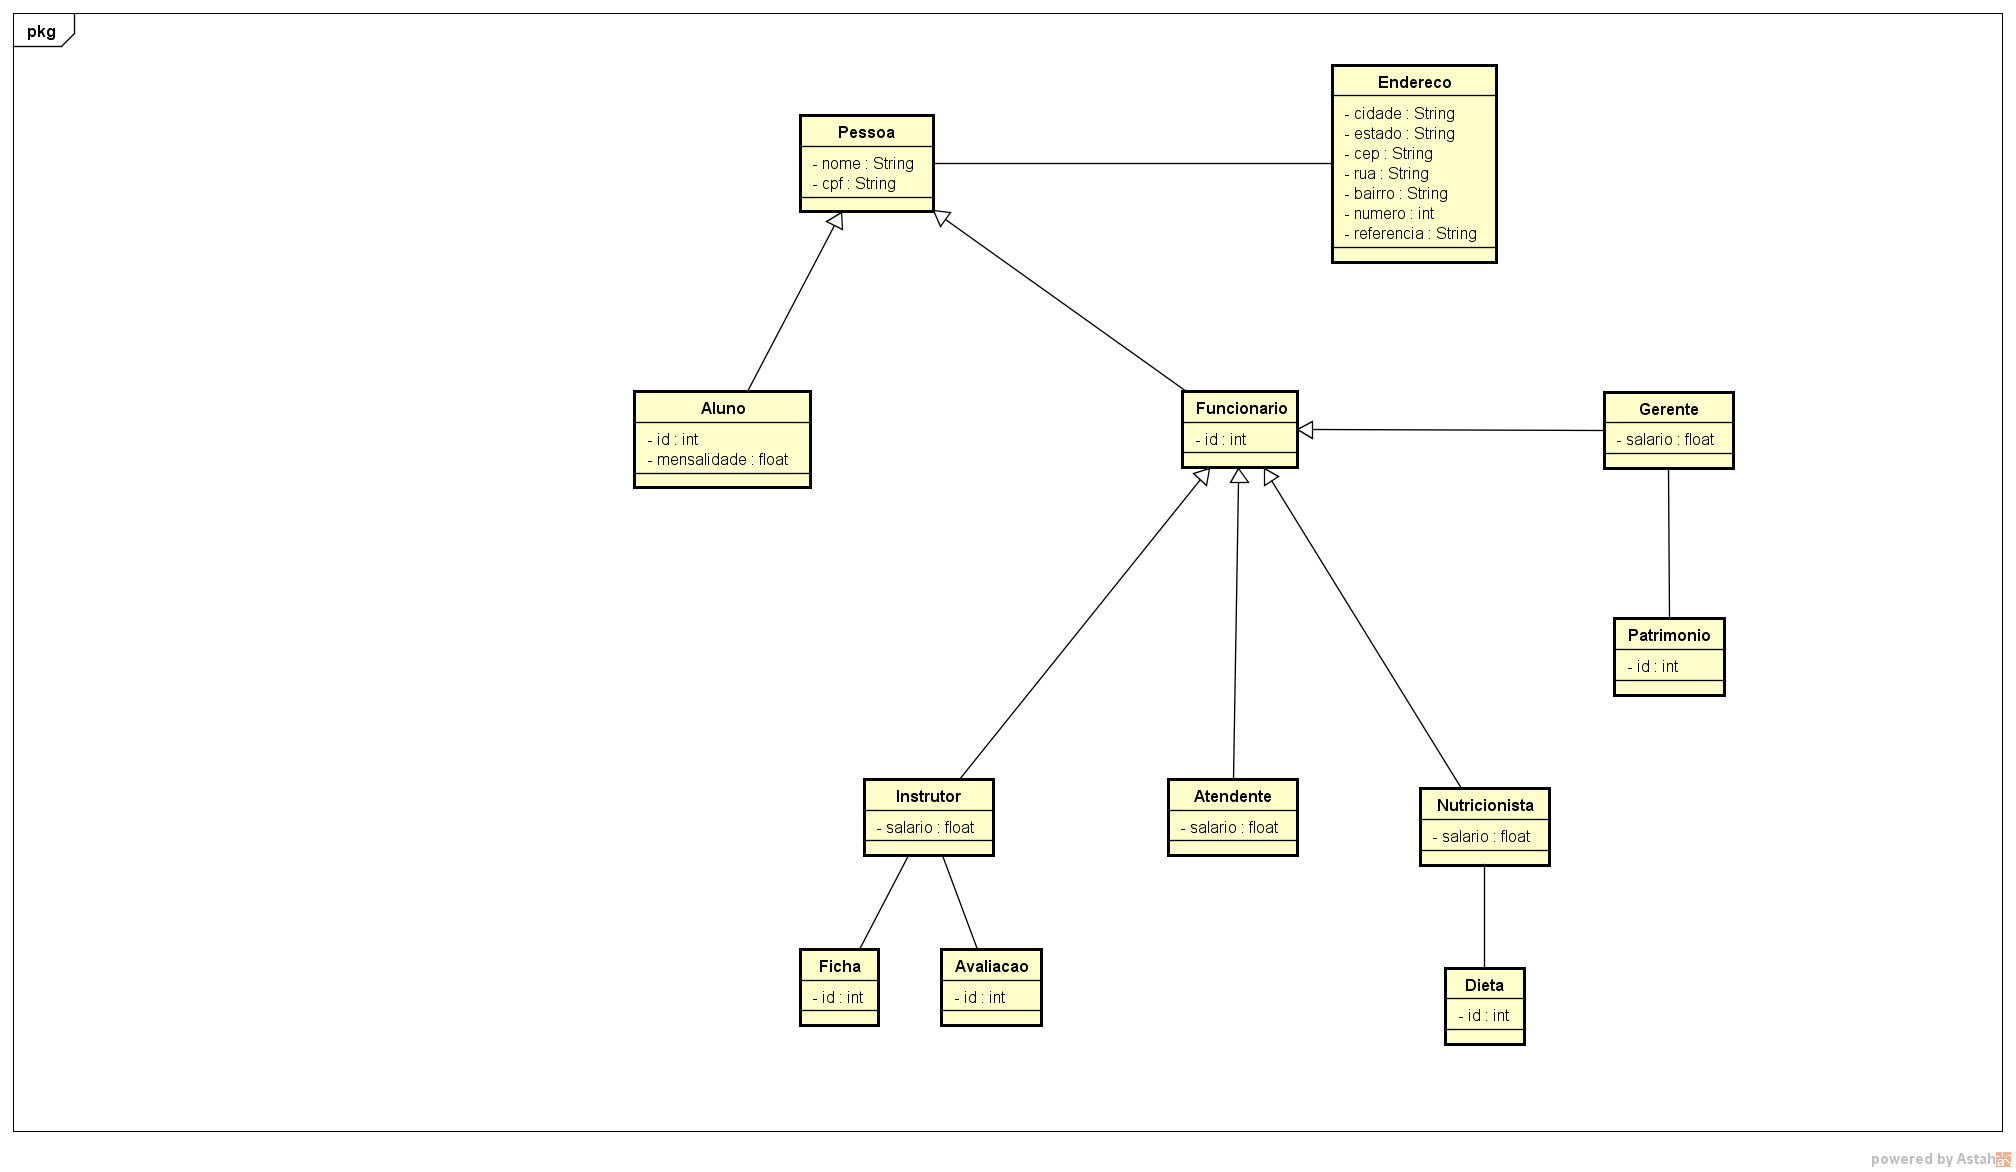 pkg
Endereco
- cidade : String
- estado : String
- cep : String
- rua : String
- bairro : String
- numero : int
- referencia : String
Pessoa
- nome : String
- cpf : String
Aluno
- id : int
- mensalidade : float
Funcionario
- id : int
Gerente
- salario : float
Patrimonio
- id : int
Instrutor
- salario : float
Atendente
- salario : float
Nutricionista
- salario : float
Ficha
- id : int
Avaliacao
- id : int
Dieta
- id : int
powered by Astah